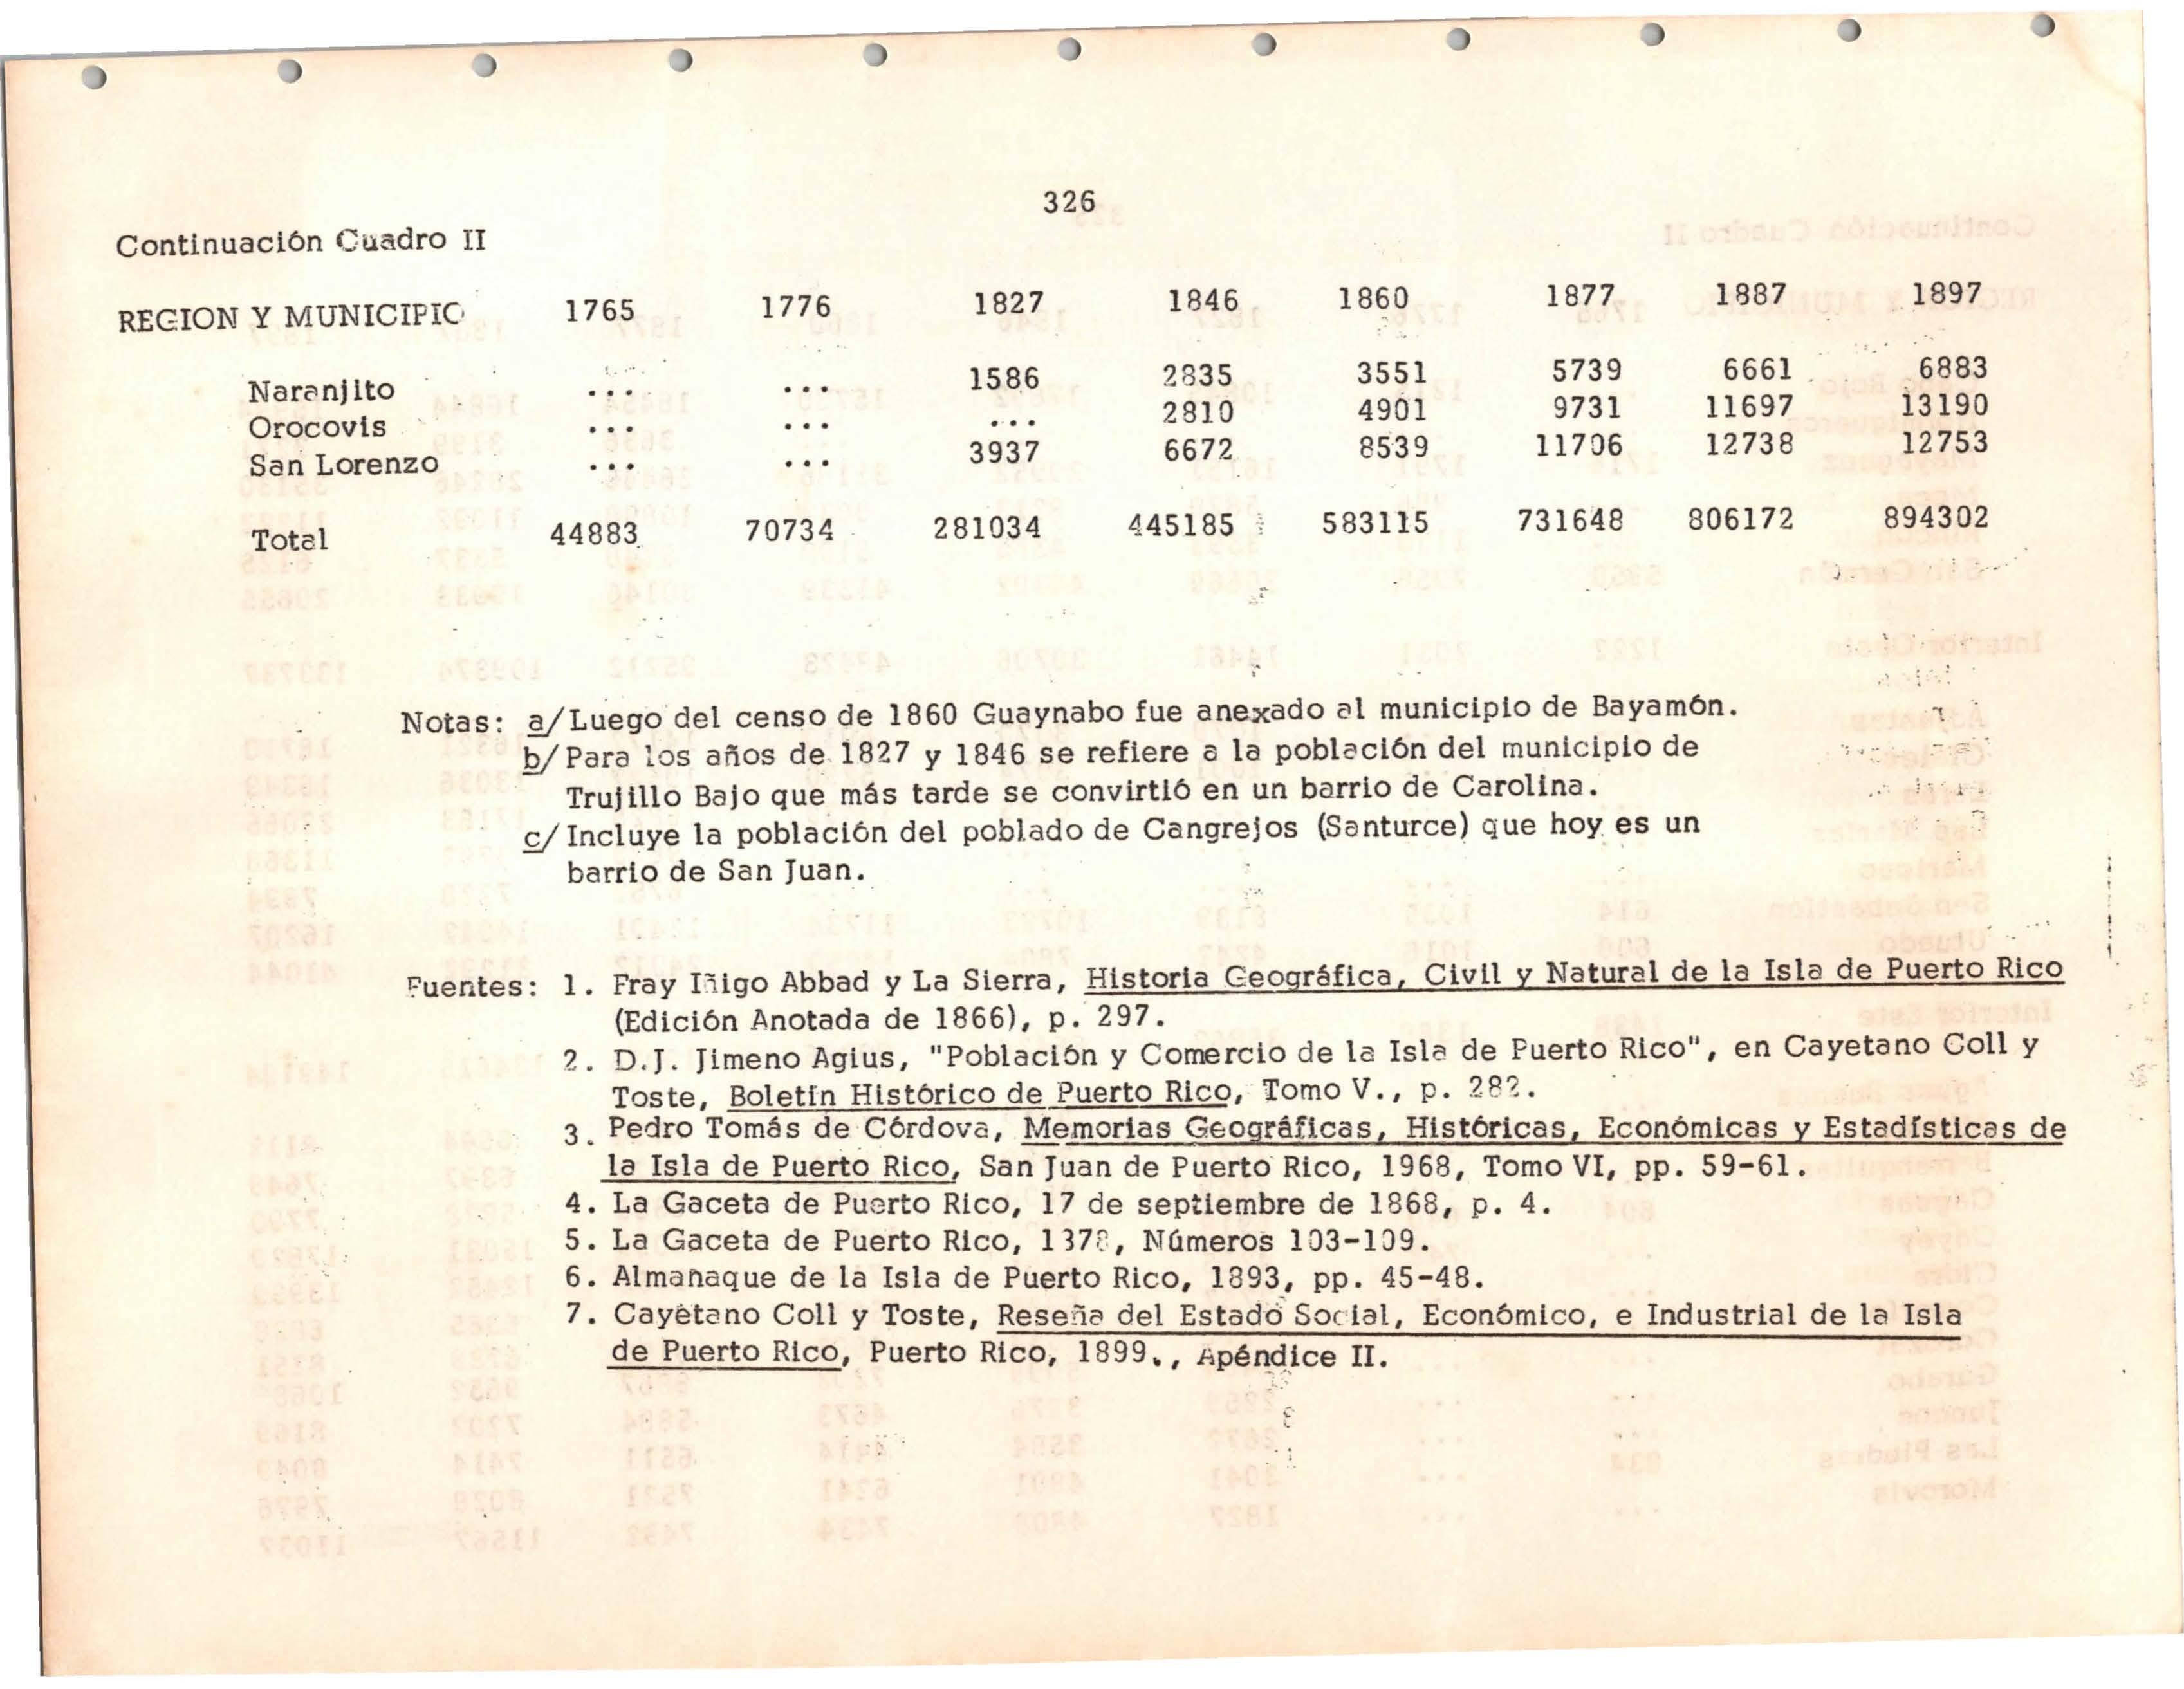 326
Continuación Cuadro II
REGION Y MUNICIPIO 1765 1776 1827 1846 1860 1877 1887 1897
Naranjito ... ... 1586 2835 3551 5739 6661 6883
Orocovis ... ... ... 2810 4901 9731 11697 13190
San Lorenzo ... ... 3937 6672 8539 11706 12738 12753
Total 44883 70734 281034 445185 583115 731648 806172 894302
Notas: a/Luego del censo de 1860 Guaynabo fue anexado al municipio de Bayamón.
b/Para los años de 1827 y 1846 se refiere a la población del municipio de
Trujillo Bajo que más tarde se convirtió en un barrio de Carolina.
c/Incluye la población del poblado de Cangrejos (Santurce) que hoy es un
barrio de San Juan.
Fuentes: 1. Fray Iñigo Abbad y La Sierra, Historia Geográfica, Civil y Natural de la Isla de Puerto Rico
(Edición Anotada de 1866), p. 297.
2. D.J. Jimeno Agius, "Población y Comercio de la Isla de Puerto Rico", en Cayetano Coll y
Toste, Boletín Histórico de Puerto Rico, Tomo V., p. 282.
3. Pedro Tomás de Córdova, Memorias Geográficas, Históricas, Económicas y Estadísticas de
la Isla de Puerto Rico, San Juan de Puerto Rico, 1968, Tomo VI, pp. 59-61.
4. La Gaceta de Puerto Rico, 17 de septiembre de 1868, p. 4.
5. La Gaceta de Puerto Rico, 1878, Números 103-109.
6. Almanaque de la Isla de Puerto Rico, 1893, pp. 45-48.
7. Cayetano Coll y Toste, Reseña del Estado Social, Económico, e Industrial de la Isla
de Puerto Rico, Puerto Rico, 1899., Apéndice II.